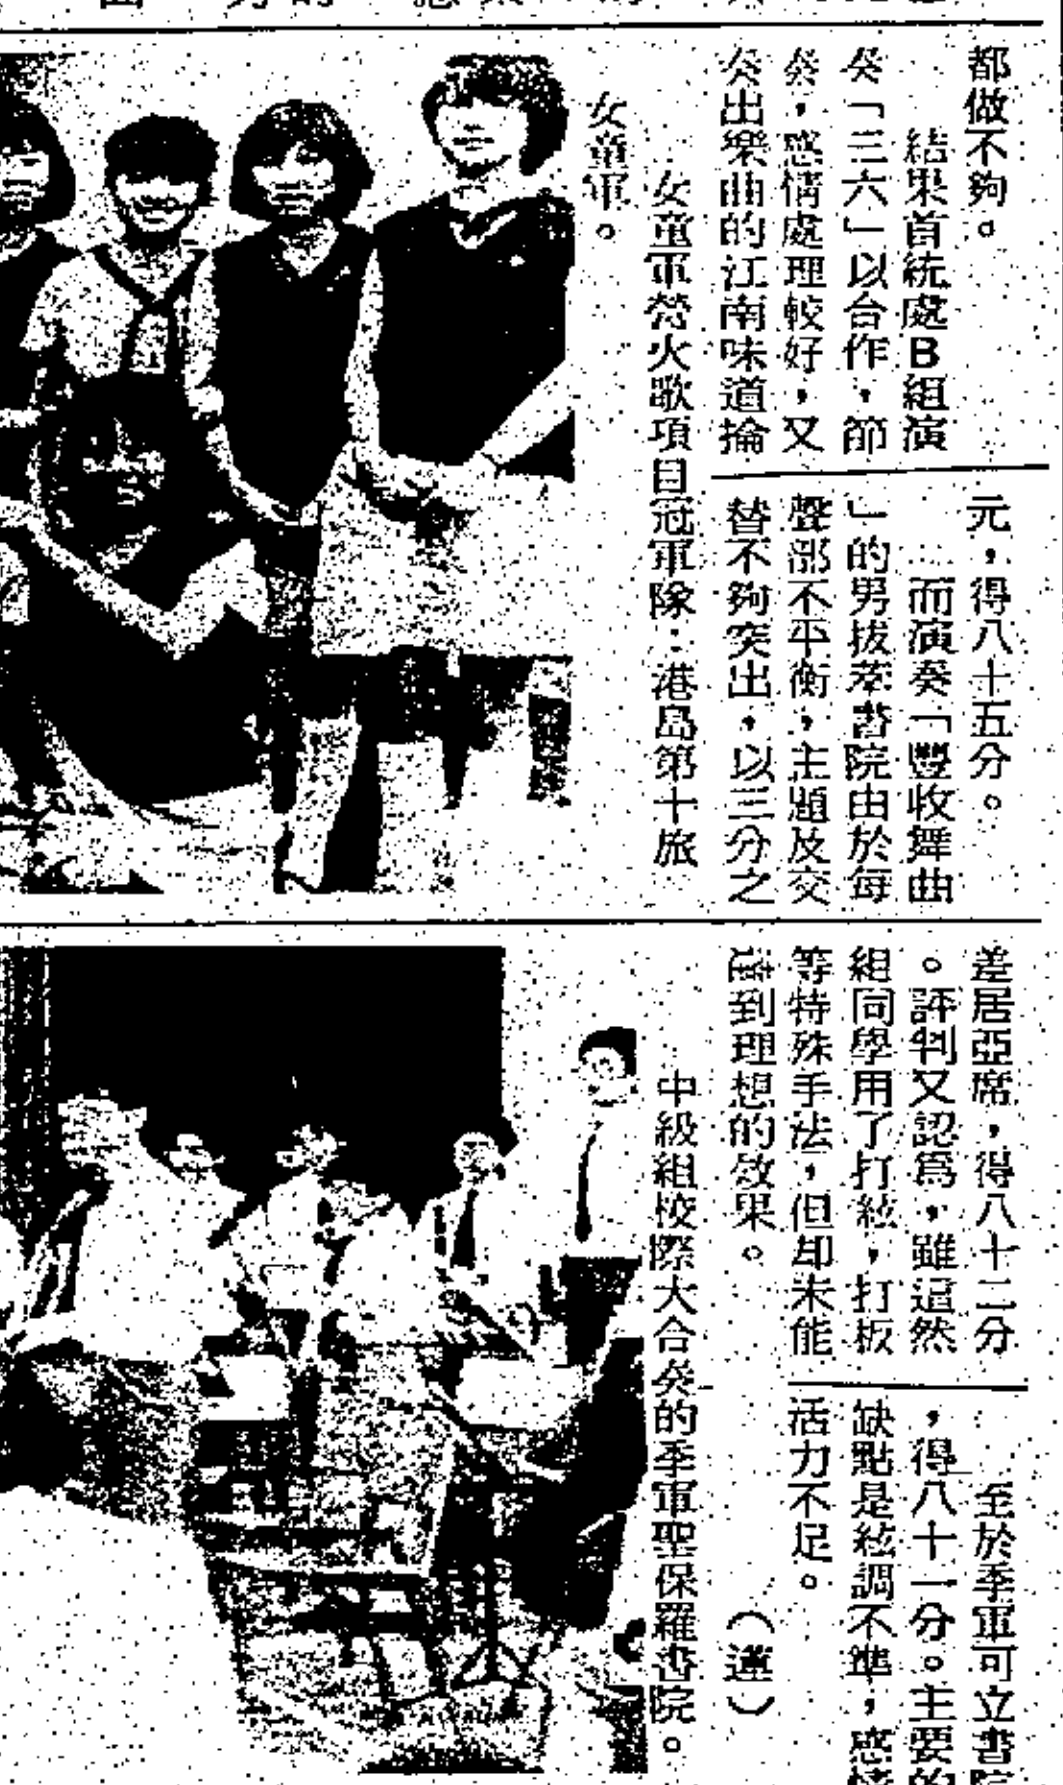 都做不夠。
結果首統處B組演
奏「三六」以合作，節
奏，感情處理較好，又
奏出樂曲的江南味道掄
元，得八十五分。
而演奏「豐收舞曲
」的男拔萃書院由於每
聲部不平衡，主題及交
替不夠突出，以三分之
差居亞席，得八十二分
。評判又認爲，雖這然
組同學用了打絃，打板
等特殊手法，但却未能
達到理想的效果。
至於季軍可立書院
，得八十一分。主要的
缺點是絃調不準，感情
活力不足。
（蓮）
女童軍營火歌項目冠軍隊：港島第十旅
女童軍。
中級組校際大合奏的季軍聖保羅書院。